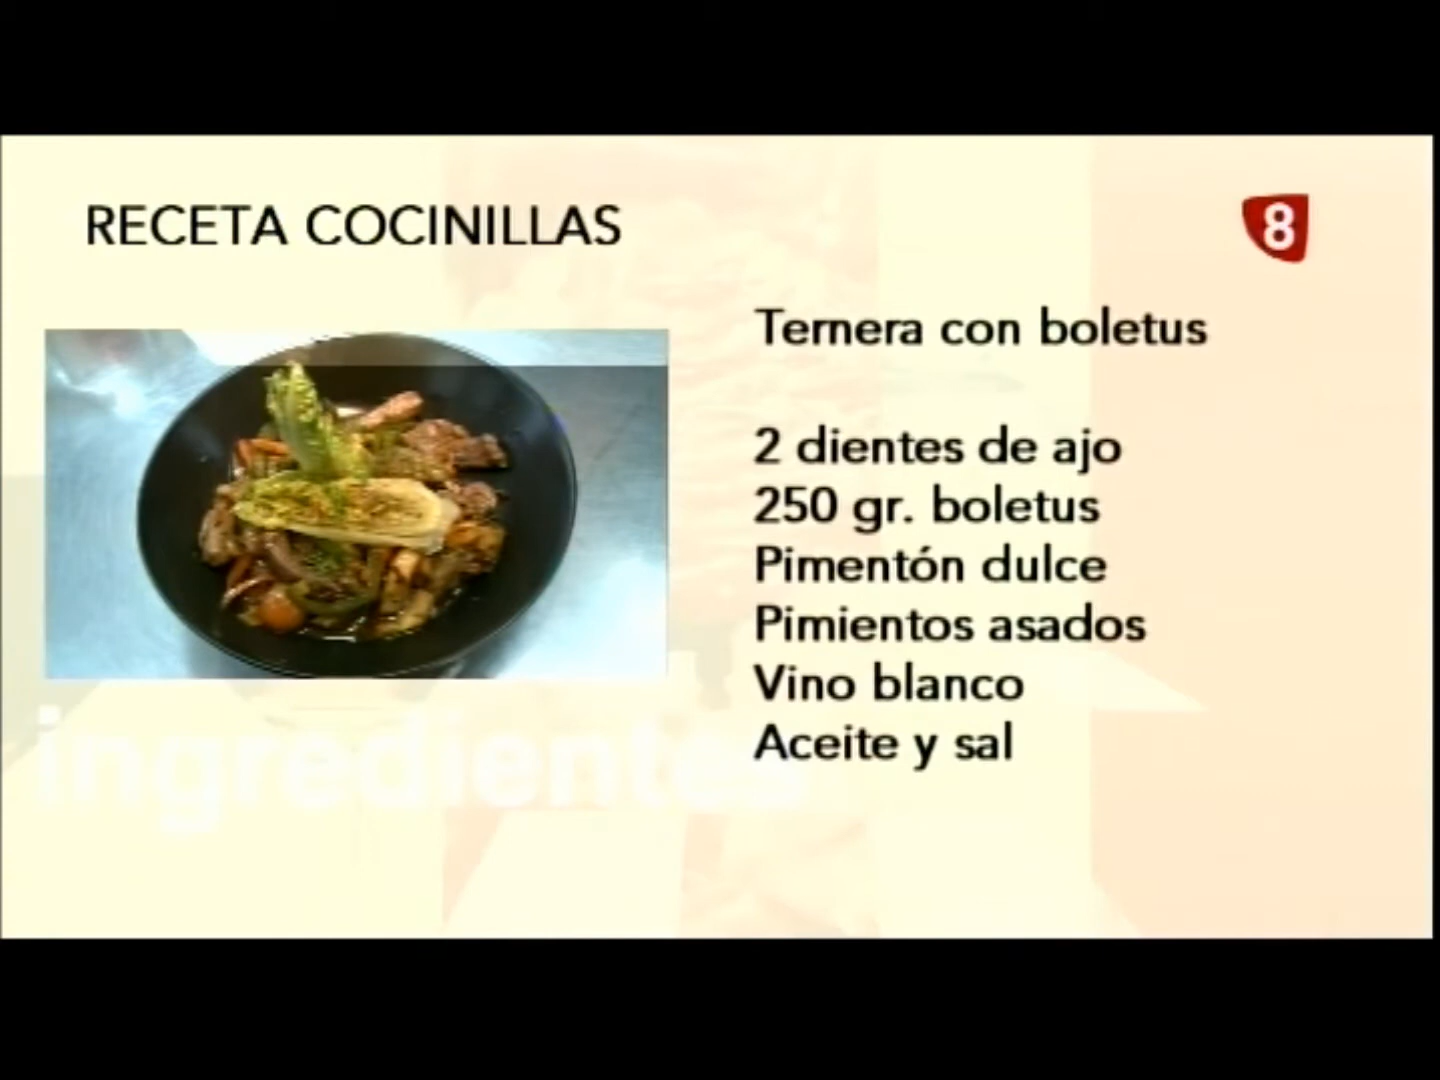 RECETA COCINILLAS
8
Ternera con boletus
2 dientes de ajo
250 gr. boletus
Pimentón dulce
Pimientos asados
Vino blanco
Aceite y sal
ingredientes